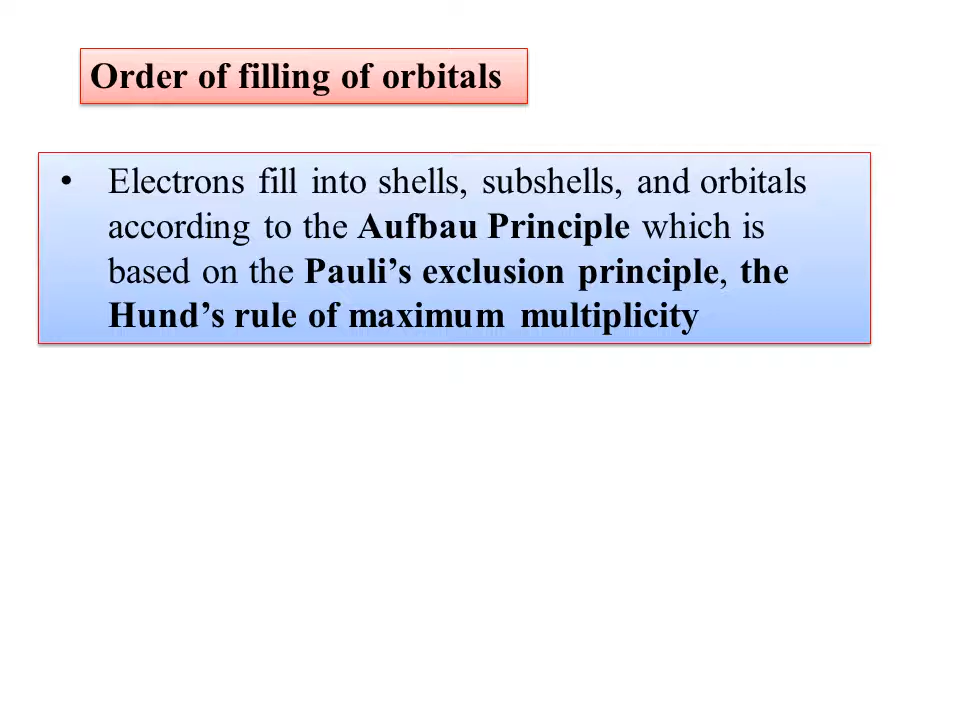 Order of filling of orbitals
• Electrons fill into shells, subshells, and orbitals
according to the Aufbau Principle which is
based on the Pauli’s exclusion principle, the
Hund’s rule of maximum multiplicity